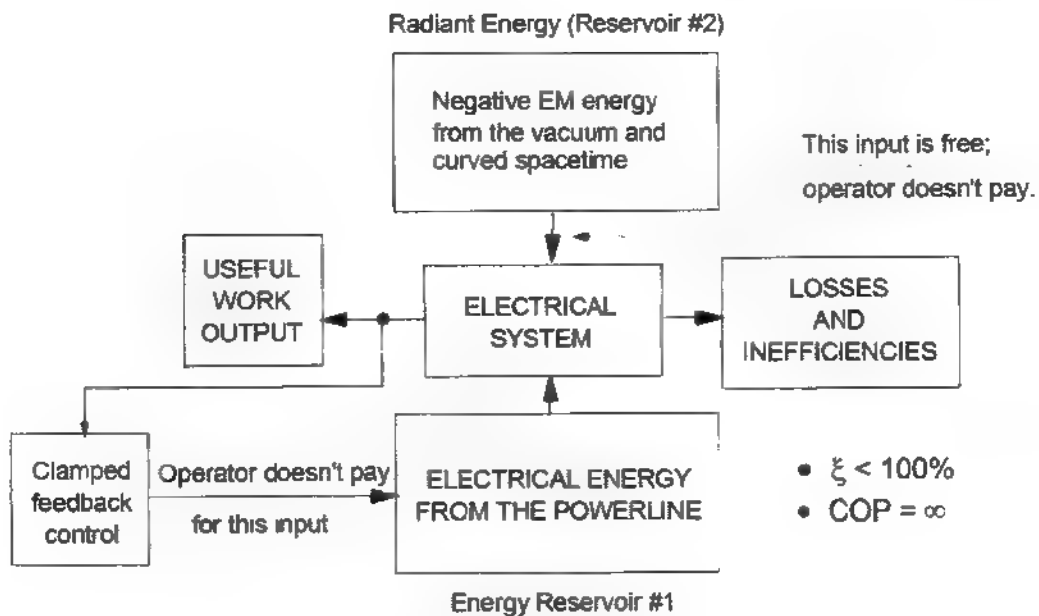 Radiant Energy (Reservoir #2)
Negative EM energy
from the vacuum and
curved spacetime
This input is free;
operator doesn't pay.
USEFUL
WORK
OUTPUT
ELECTRICAL
SYSTEM
LOSSES
AND
INEFFICIENCIES
Clamped
feedback
control
Operator doesn't pay
for this input
ELECTRICAL ENERGY
FROM THE POWERLINE
• ξ < 100%
• COP = ∞
Energy Reservoir #1